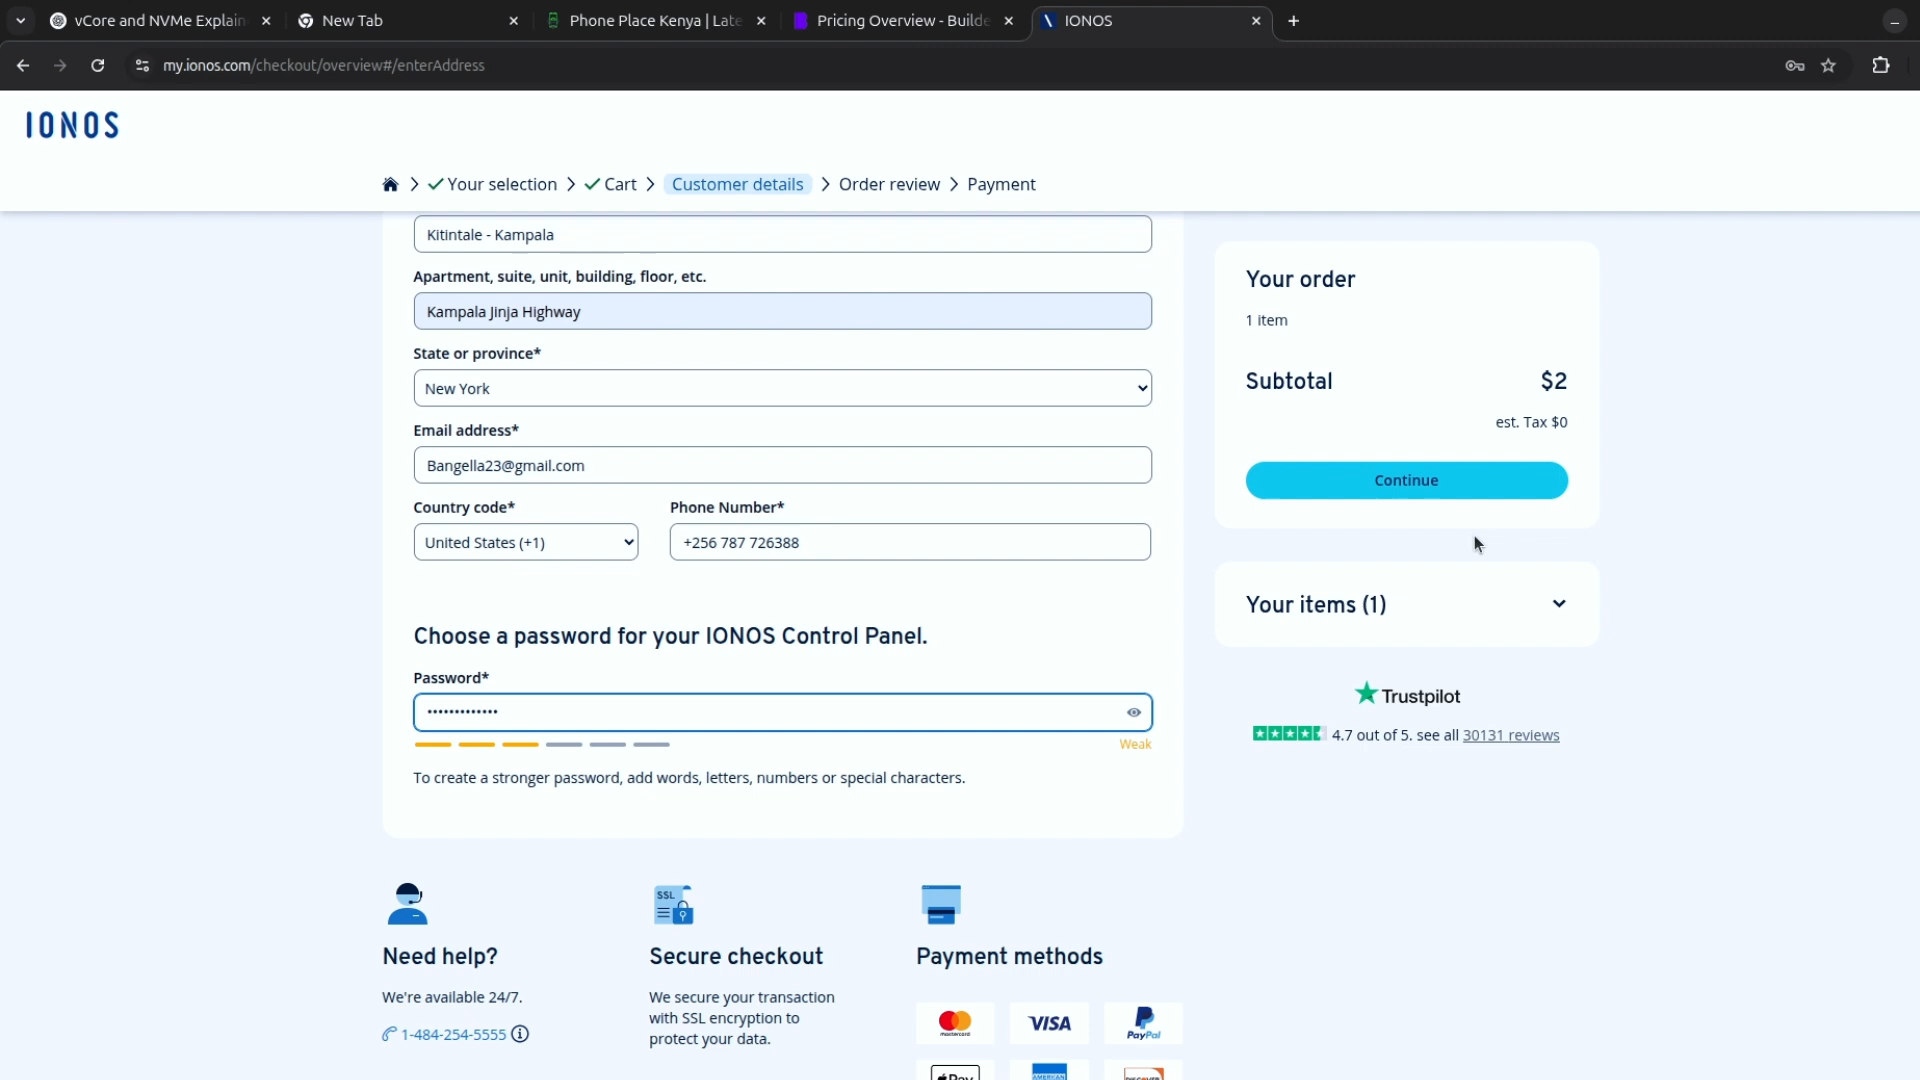 vCore and NVMe Explain
New Tab
Phone Place Kenya | Late
Pricing Overview - Builde
IONOS
my.ionos.com/checkout/overview#/enterAddress
IONOS
Your selection
Cart
Customer details
Order review
Payment
Kitintale - Kampala
Apartment, suite, unit, building, floor, etc.
Kampala Jinja Highway
State or province*
New York
Email address*
Bangella23@gmail.com
Country code*
Phone Number*
United States (+1)
+256 787 726388
Choose a password for your IONOS Control Panel.
Password*
•••••••••••••
Weak
To create a stronger password, add words, letters, numbers or special characters.
Your order
1 item
Subtotal
$2
est. Tax $0
Continue
Your items (1)
Trustpilot
4.7 out of 5. see all 30131 reviews
Need help?
We're available 24/7.
1-484-254-5555
SSL
Secure checkout
We secure your transaction
with SSL encryption to
protect your data.
Payment methods
mastercard
VISA
PayPal
Pay
AMERICAN
DISCOVER